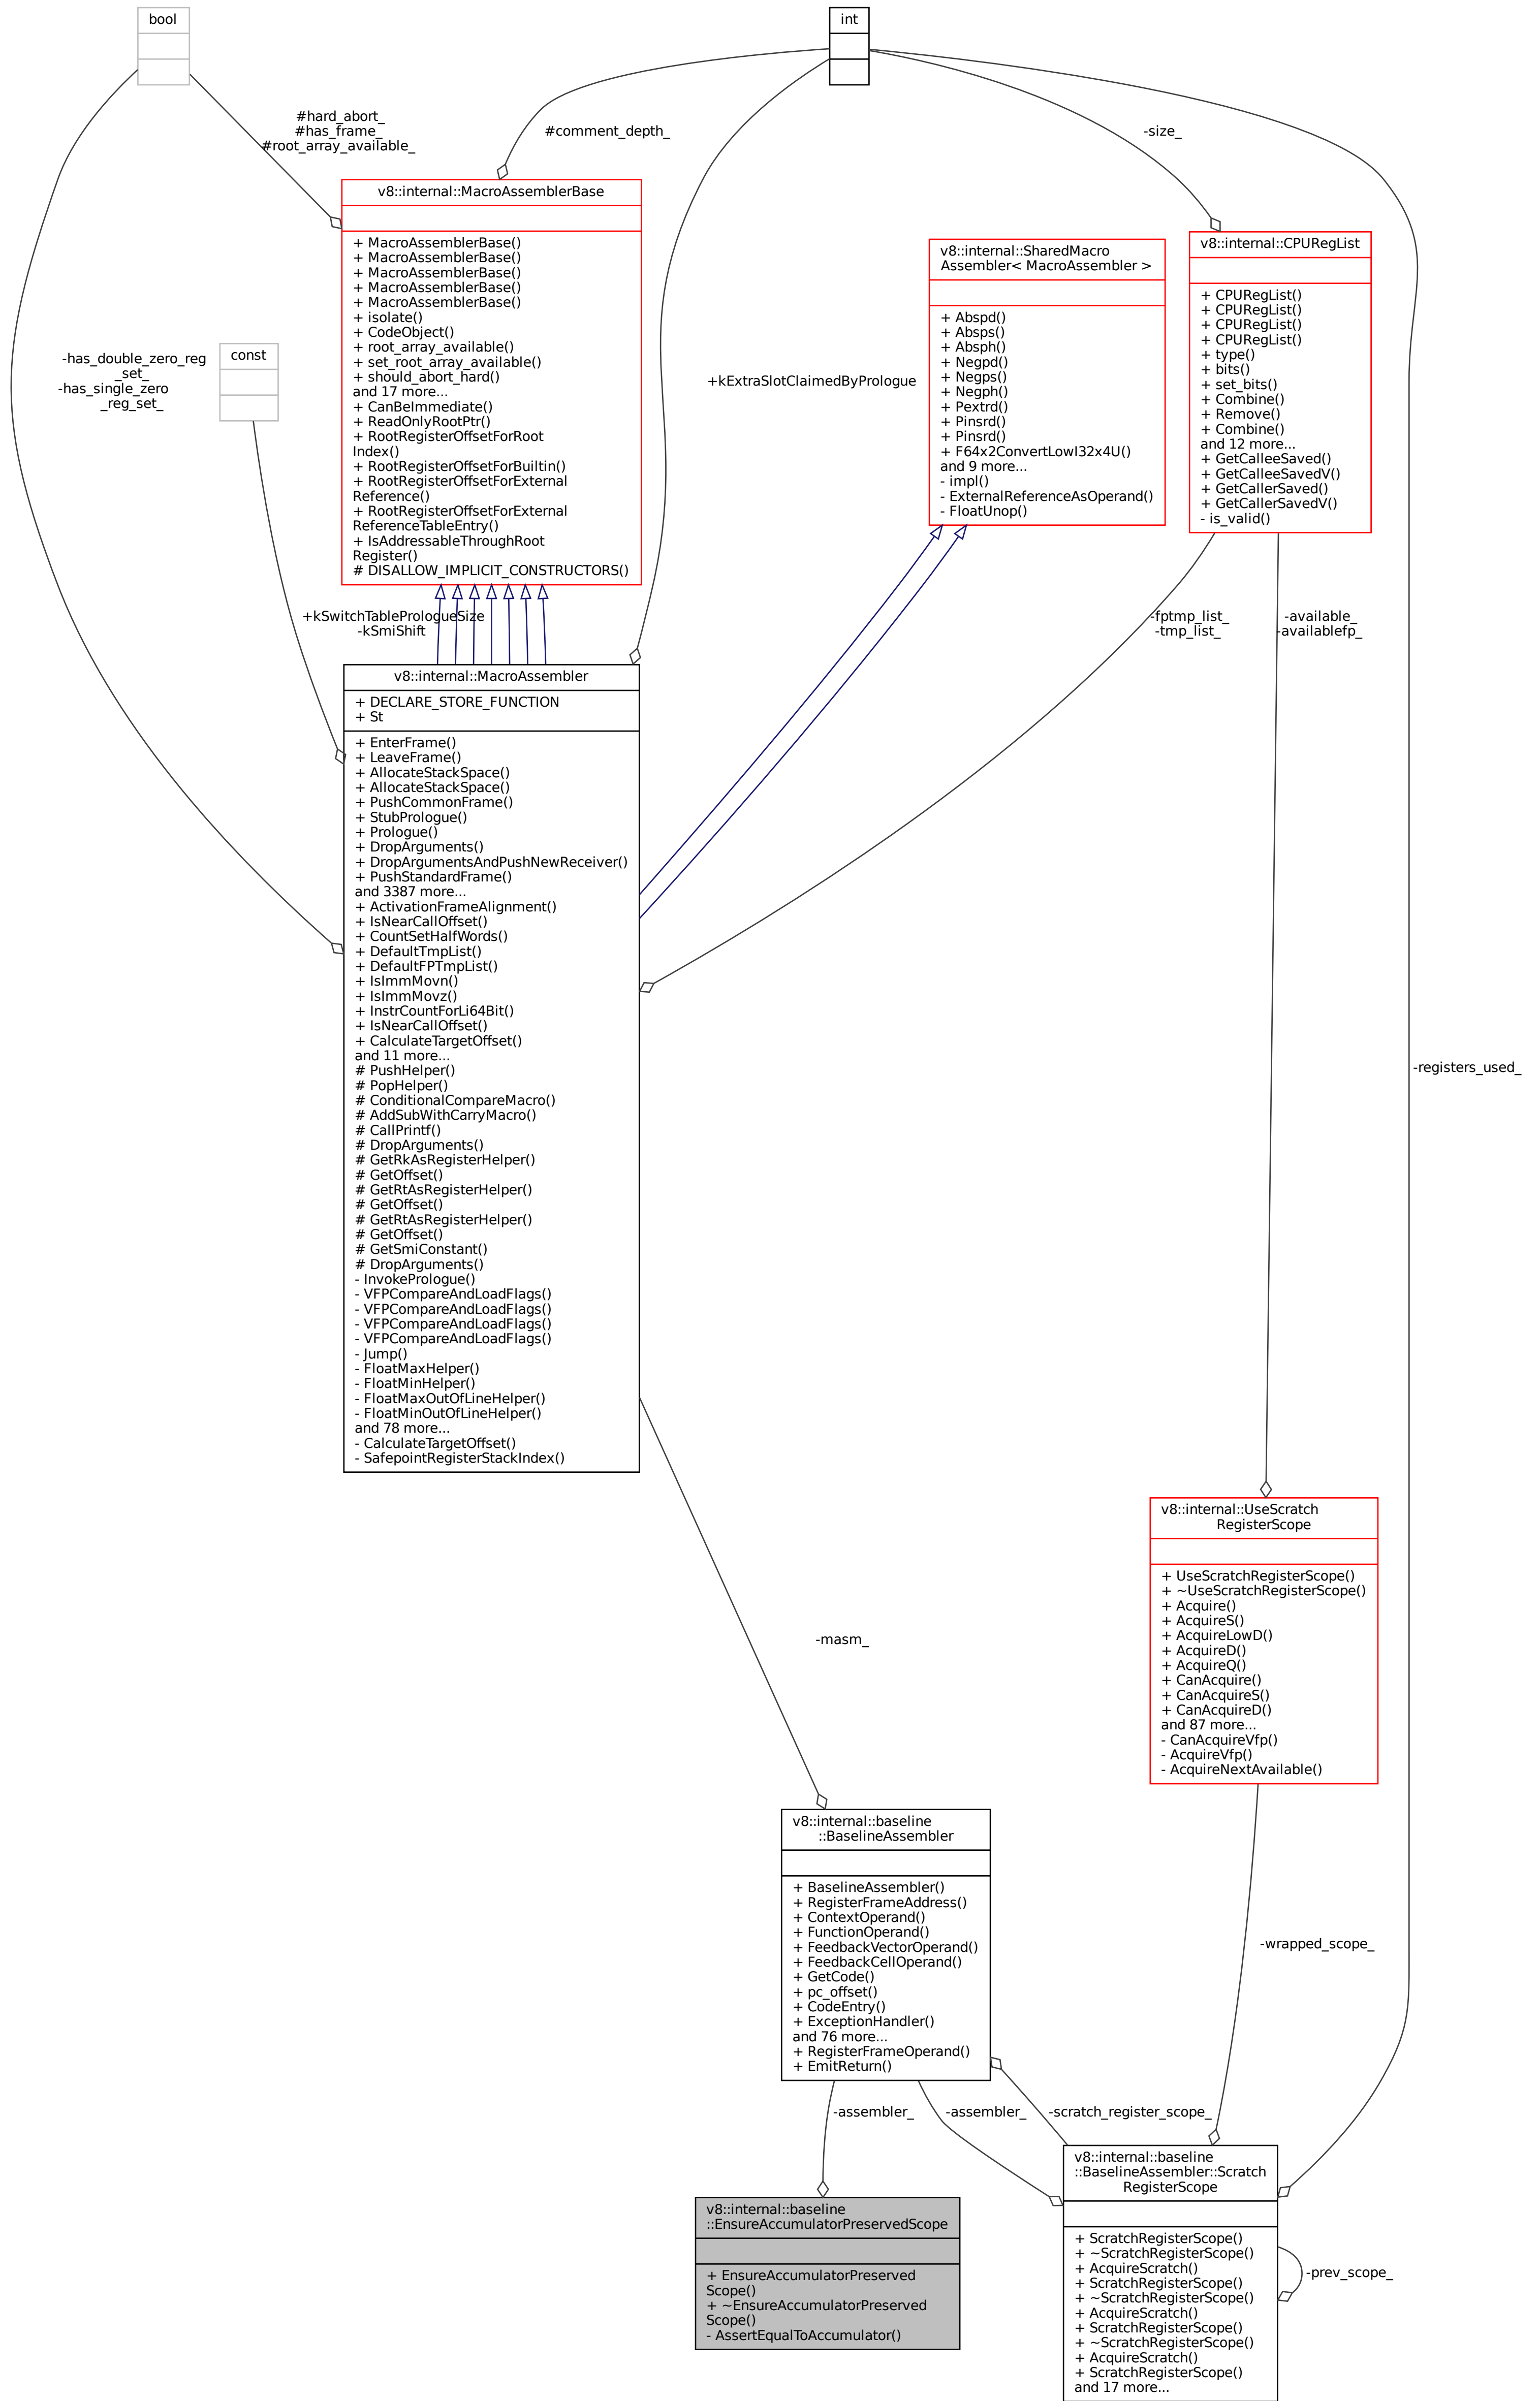 bool
int
#hard_abort_
#has_frame_
#root_array_available_
#comment_depth_
-size_
v8::internal::MacroAssemblerBase
+ MacroAssemblerBase()
+ MacroAssemblerBase()
+ MacroAssemblerBase()
+ MacroAssemblerBase()
+ MacroAssemblerBase()
+ isolate()
+ CodeObject()
+ root_array_available()
+ set_root_array_available()
+ should_abort_hard()
and 17 more...
+ CanBeImmediate()
+ ReadOnlyRootPtr()
+ RootRegisterOffsetForRoot
Index()
+ RootRegisterOffsetForBuiltin()
+ RootRegisterOffsetForExternal
Reference()
+ RootRegisterOffsetForExternal
ReferenceTableEntry()
+ IsAddressableThroughRoot
Register()
# DISALLOW_IMPLICIT_CONSTRUCTORS()
v8::internal::SharedMacro
Assembler< MacroAssembler >
+ Abspd()
+ Absps()
+ Absph()
+ Negpd()
+ Negps()
+ Negph()
+ Pextrd()
+ Pinsrd()
+ Pinsrd()
+ F64x2ConvertLowI32x4U()
and 9 more...
- impl()
- ExternalReferenceAsOperand()
- FloatUnop()
v8::internal::CPURegList
+ CPURegList()
+ CPURegList()
+ CPURegList()
+ CPURegList()
+ type()
+ bits()
+ set_bits()
+ Combine()
+ Remove()
+ Combine()
and 12 more...
+ GetCalleeSaved()
+ GetCalleeSavedV()
+ GetCallerSaved()
+ GetCallerSavedV()
- is_valid()
-has_double_zero_reg
_set_
-has_single_zero
_reg_set_
const
+kExtraSlotClaimedByPrologue
+kSwitchTablePrologueSize
-kSmiShift
-fptmp_list_
-tmp_list_
-available_
-availablefp_
v8::internal::MacroAssembler
+ DECLARE_STORE_FUNCTION
+ St
+ EnterFrame()
+ LeaveFrame()
+ AllocateStackSpace()
+ AllocateStackSpace()
+ PushCommonFrame()
+ StubPrologue()
+ Prologue()
+ DropArguments()
+ DropArgumentsAndPushNewReceiver()
+ PushStandardFrame()
and 3387 more...
+ ActivationFrameAlignment()
+ IsNearCallOffset()
+ CountSetHalfWords()
+ DefaultTmpList()
+ DefaultFPTmpList()
+ IsImmMovn()
+ IsImmMovz()
+ InstrCountForLi64Bit()
+ IsNearCallOffset()
+ CalculateTargetOffset()
and 11 more...
# PushHelper()
# PopHelper()
# ConditionalCompareMacro()
# AddSubWithCarryMacro()
# CallPrintf()
# DropArguments()
# GetRkAsRegisterHelper()
# GetOffset()
# GetRtAsRegisterHelper()
# GetOffset()
# GetRtAsRegisterHelper()
# GetOffset()
# GetSmiConstant()
# DropArguments()
- InvokePrologue()
- VFPCompareAndLoadFlags()
- VFPCompareAndLoadFlags()
- VFPCompareAndLoadFlags()
- VFPCompareAndLoadFlags()
- Jump()
- FloatMaxHelper()
- FloatMinHelper()
- FloatMaxOutOfLineHelper()
- FloatMinOutOfLineHelper()
and 78 more...
- CalculateTargetOffset()
- SafepointRegisterStackIndex()
-registers_used_
v8::internal::UseScratch
RegisterScope
+ UseScratchRegisterScope()
+ ~UseScratchRegisterScope()
+ Acquire()
+ AcquireS()
+ AcquireLowD()
+ AcquireD()
+ AcquireQ()
+ CanAcquire()
+ CanAcquireS()
+ CanAcquireD()
and 87 more...
- CanAcquireVfp()
- AcquireVfp()
- AcquireNextAvailable()
-masm_
v8::internal::baseline
::BaselineAssembler
+ BaselineAssembler()
+ RegisterFrameAddress()
+ ContextOperand()
+ FunctionOperand()
+ FeedbackVectorOperand()
+ FeedbackCellOperand()
+ GetCode()
+ pc_offset()
+ CodeEntry()
+ ExceptionHandler()
and 76 more...
+ RegisterFrameOperand()
+ EmitReturn()
-wrapped_scope_
-assembler_
-assembler_
-scratch_register_scope_
v8::internal::baseline
::EnsureAccumulatorPreservedScope
+ EnsureAccumulatorPreserved
Scope()
+ ~EnsureAccumulatorPreserved
Scope()
- AssertEqualToAccumulator()
v8::internal::baseline
::BaselineAssembler::Scratch
RegisterScope
+ ScratchRegisterScope()
+ ~ScratchRegisterScope()
+ AcquireScratch()
+ ScratchRegisterScope()
+ ~ScratchRegisterScope()
+ AcquireScratch()
+ ScratchRegisterScope()
+ ~ScratchRegisterScope()
+ AcquireScratch()
+ ScratchRegisterScope()
and 17 more...
-prev_scope_